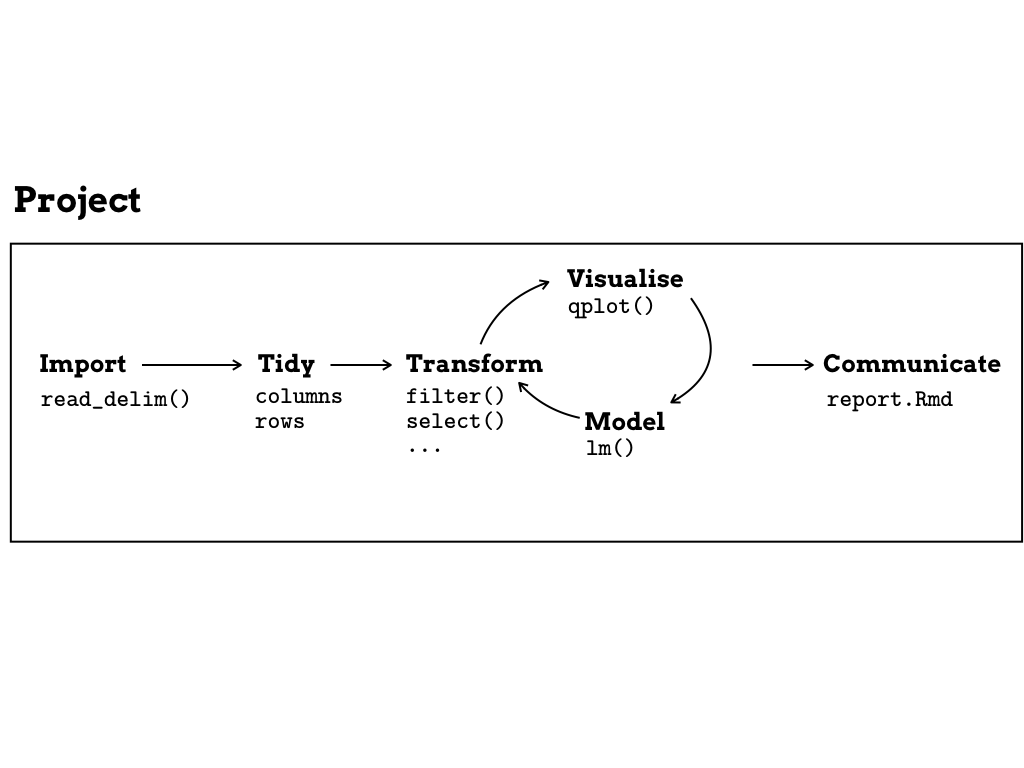 Project
Import
read_delim()
Tidy
columns
rows
Transform
filter()
select()
...
Visualise
qplot()
Model
lm()
Communicate
report.Rmd